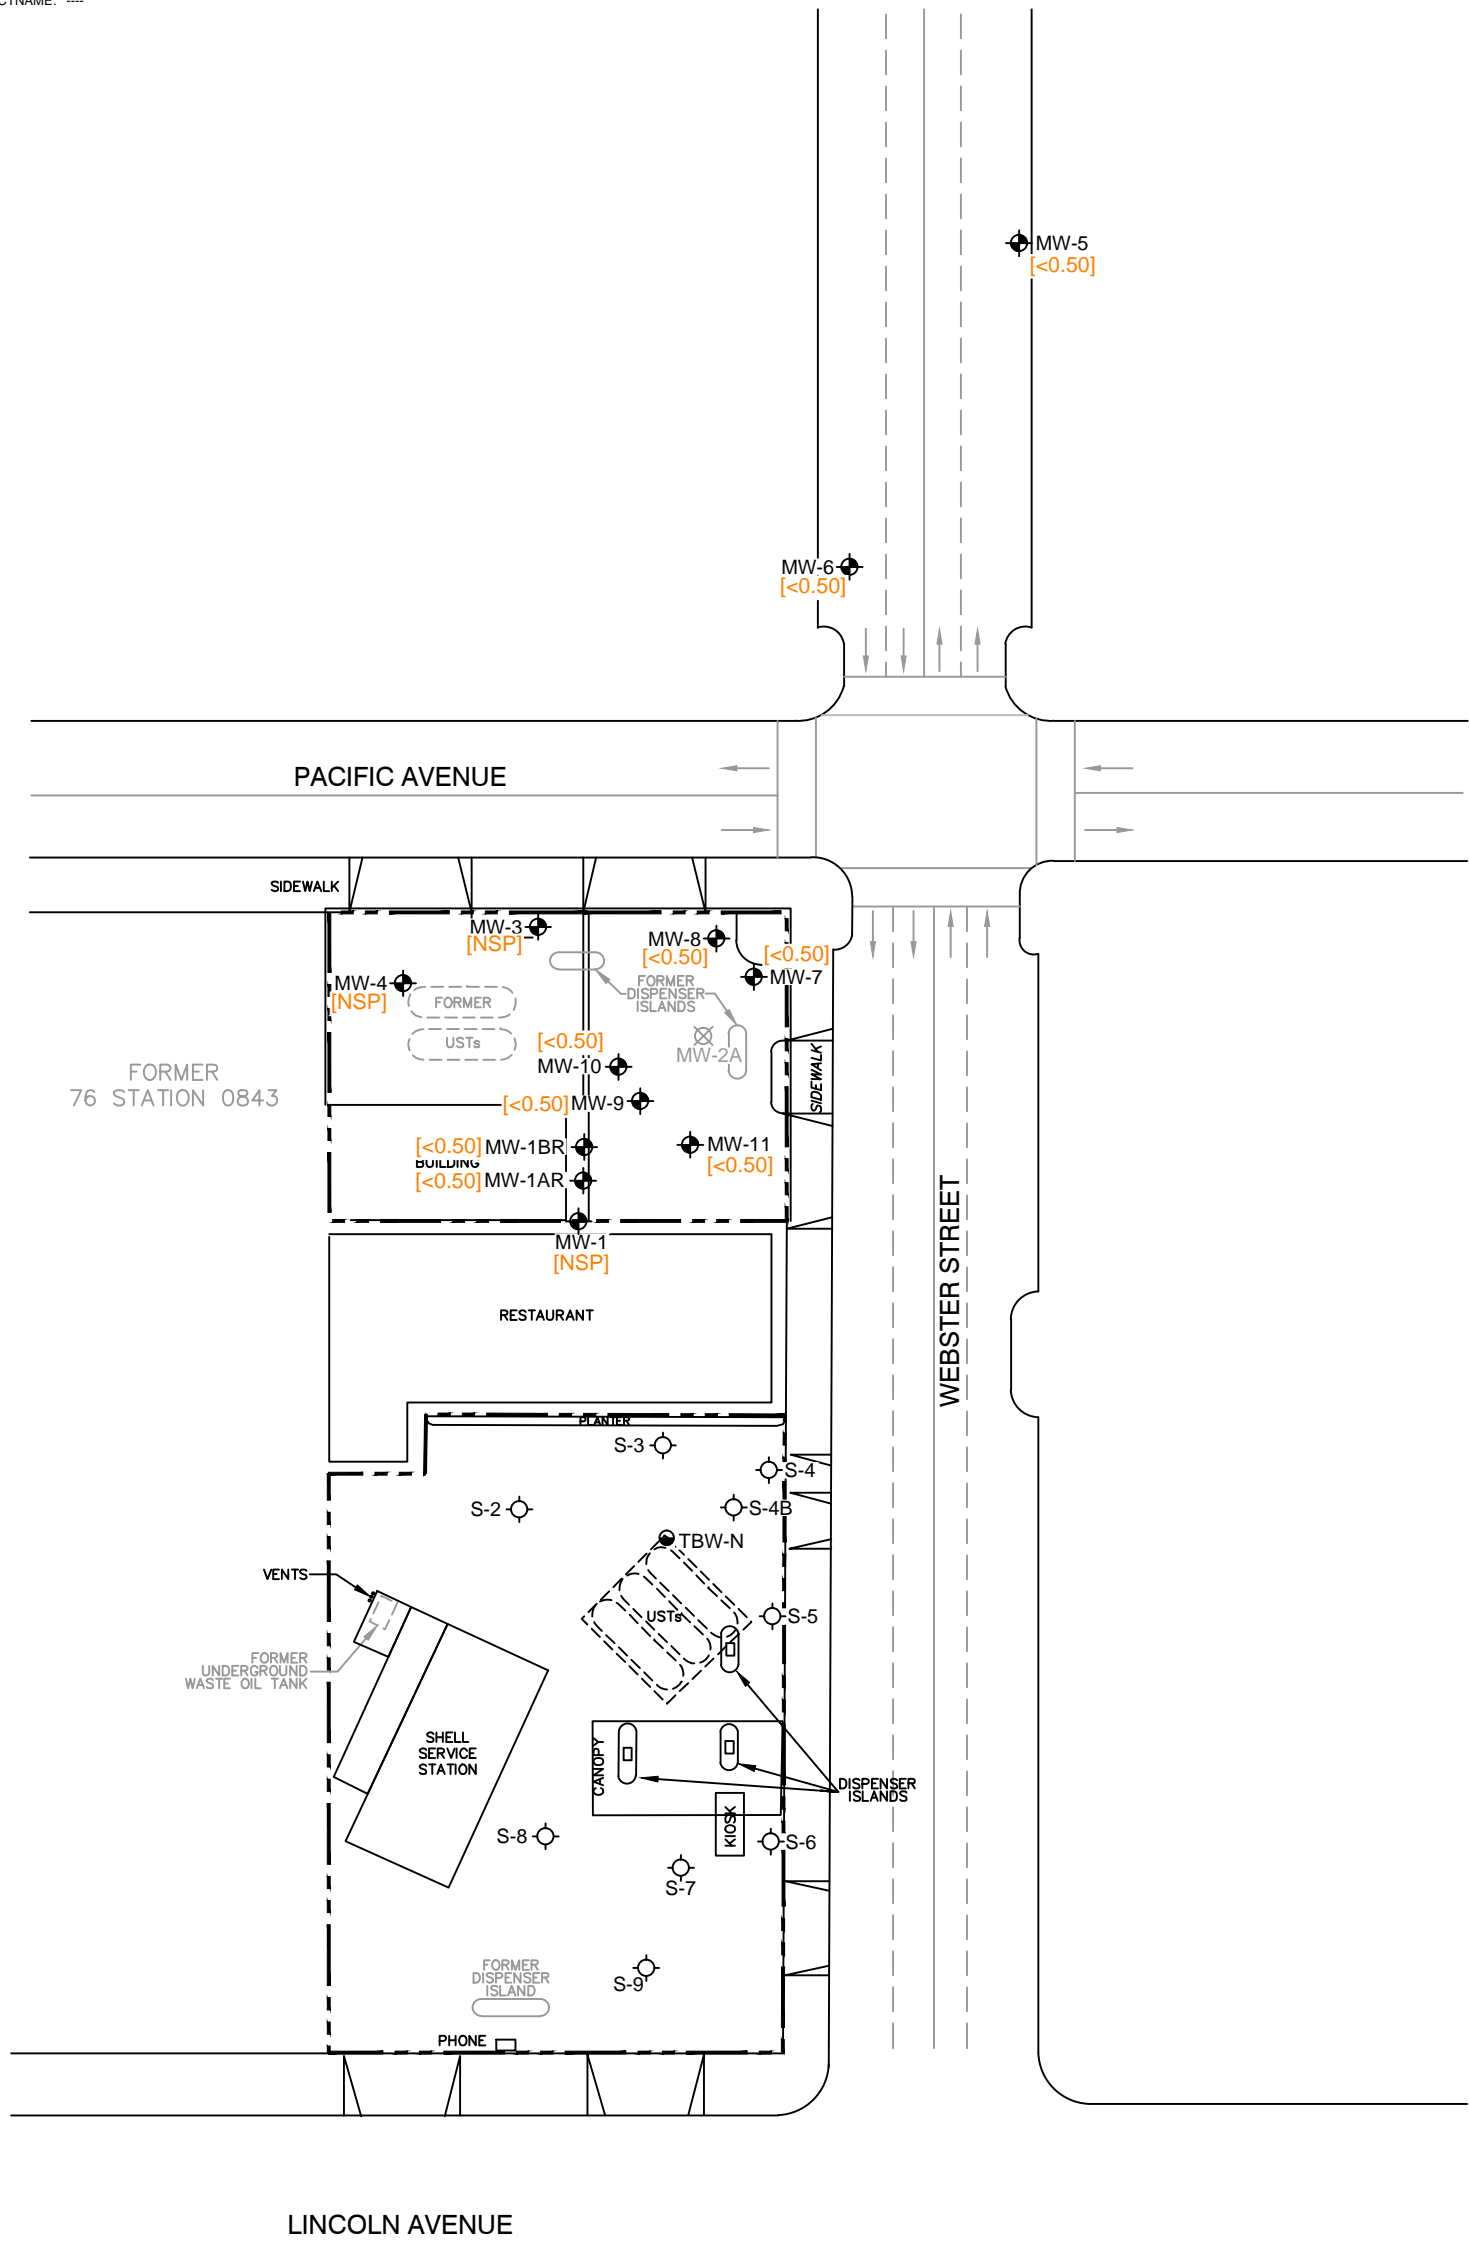 MW-5
[<0.50]
MW-6
[<0.50]
PACIFIC AVENUE
SIDEWALK
MW-3
[NSP]
MW-8
[<0.50]
[<0.50]
MW-7
MW-4
[NSP]
FORMER
USTs
FORMER
DISPENSER
ISLANDS
MW-2A
[<0.50]
MW-10
[<0.50] MW-9
FORMER
76 STATION 0843
SIDEWALK
[<0.50] MW-1BR
BUILDING
[<0.50] MW-1AR
MW-11
[<0.50]
MW-1
[NSP]
WEBSTER STREET
RESTAURANT
PLANTER
S-3
S-4
S-2
S-4B
TBW-N
VENTS
USTs
S-5
FORMER
UNDERGROUND
WASTE OIL TANK
SHELL
SERVICE
STATION
CANOPY
DISPENSER
ISLANDS
KIOSK
S-8
S-6
S-7
FORMER
DISPENSER
ISLAND
S-9
PHONE
LINCOLN AVENUE